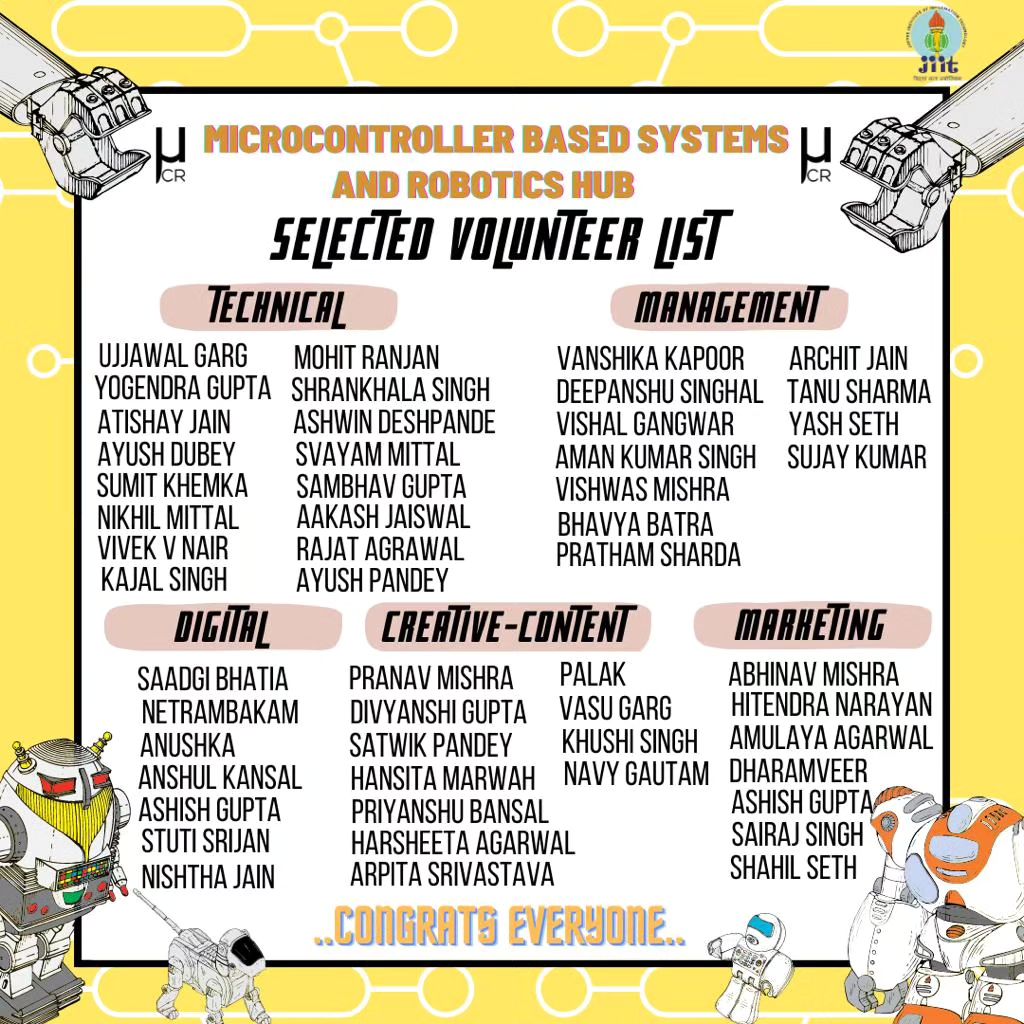 jiit
µCR
MICROCONTROLLER BASED SYSTEMS
AND ROBOTICS HUB
µCR
SELECTED VOLUNTEER LIST
TECHNICAL
UJJAWAL GARG
YOGENDRA GUPTA
ATISHAY JAIN
AYUSH DUBEY
SUMIT KHEMKA
NIKHIL MITTAL
VIVEK V NAIR
KAJAL SINGH
MOHIT RANJAN
SHRANKHALA SINGH
ASHWIN DESHPANDE
SVAYAM MITTAL
SAMBHAV GUPTA
AAKASH JAISWAL
RAJAT AGRAWAL
AYUSH PANDEY
MANAGEMENT
VANSHIKA KAPOOR
DEEPANSHU SINGHAL
VISHAL GANGWAR
AMAN KUMAR SINGH
VISHWAS MISHRA
BHAVYA BATRA
PRATHAM SHARDA
ARCHIT JAIN
TANU SHARMA
YASH SETH
SUJAY KUMAR
DIGITAL
SAADGI BHATIA
NETRAMBAKAM
ANUSHKA
ANSHUL KANSAL
ASHISH GUPTA
STUTI SRIJAN
NISHTHA JAIN
CREATIVE-CONTENT
PRANAV MISHRA
DIVYANSHI GUPTA
SATWIK PANDEY
HANSITA MARWAH
PRIYANSHU BANSAL
HARSHEETA AGARWAL
ARPITA SRIVASTAVA
PALAK
VASU GARG
KHUSHI SINGH
NAVY GAUTAM
MARKETING
ABHINAV MISHRA
HITENDRA NARAYAN
AMULAYA AGARWAL
DHARAMVEER
ASHISH GUPTA
SAIRAJ SINGH
SHAHIL SETH
..CONGRATS EVERYONE..